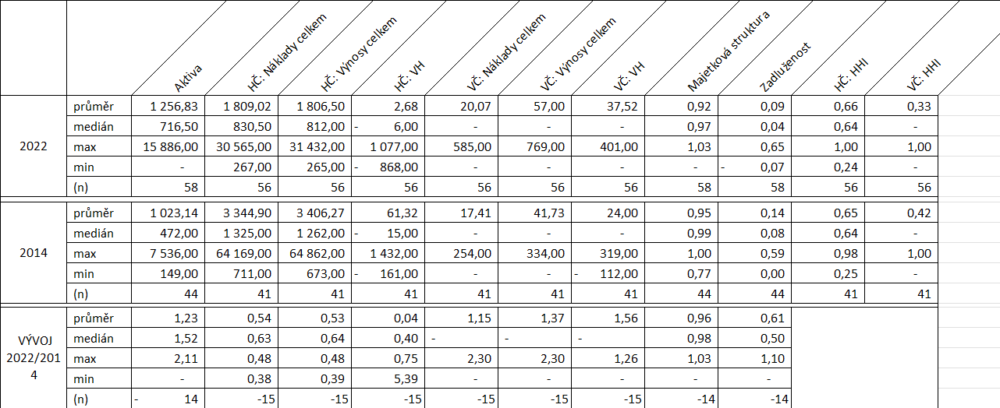 Aktiva HČ: Náklady celkem HČ: Výnosy celkem HČ: VH VČ: Náklady celkem VČ: Výnosy celkem VČ: VH Majetková struktura Zadluženost HČ: HHI VČ: HHI
průměr 1 256,83 1 809,02 1 806,50 2,68 20,07 57,00 37,52 0,92 0,09 0,66 0,33
medián 716,50 830,50 812,00 - 6,00 - - - 0,97 0,04 0,64 -
2022 max 15 886,00 30 565,00 31 432,00 1 077,00 585,00 769,00 401,00 1,03 0,65 1,00 1,00
min - 267,00 265,00 - 868,00 - - - - - 0,07 0,24 -
(n) 58 56 56 56 56 56 56 58 58 56 56
průměr 1 023,14 3 344,90 3 406,27 61,32 17,41 41,73 24,00 0,95 0,14 0,65 0,42
medián 472,00 1 325,00 1 262,00 - 15,00 - - - 0,99 0,08 0,64 -
2014 max 7 536,00 64 169,00 64 862,00 1 432,00 254,00 334,00 319,00 1,00 0,59 0,98 1,00
min 149,00 711,00 673,00 - 161,00 - - - 112,00 0,77 0,00 0,25 -
(n) 44 41 41 41 41 41 41 44 44 41 41
průměr 1,23 0,54 0,53 0,04 1,15 1,37 1,56 0,96 0,61
VÝVOJ medián 1,52 0,63 0,64 0,40 - - - 0,98 0,50
2022/201 max 2,11 0,48 0,48 0,75 2,30 2,30 1,26 1,03 1,10
4 min - 0,38 0,39 5,39 - - - - -
(n) - 14 -15 -15 -15 -15 -15 -15 -14 -14